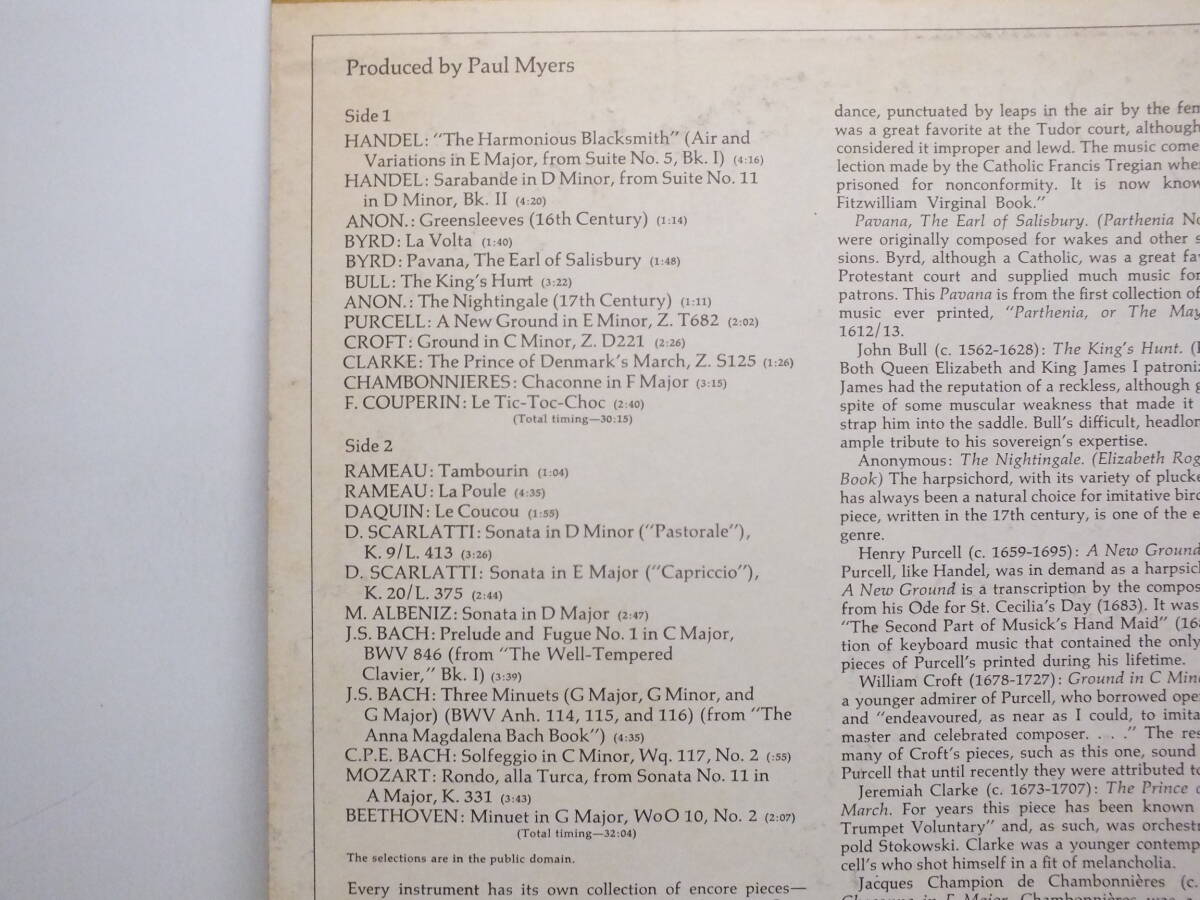 Produced by Paul Myers
Side 1
HANDEL: "The Harmonious Blacksmith" (Air and
Variations in E Major, from Suite No. 5, Bk. I) (4:16)
HANDEL: Sarabande in D Minor, from Suite No. 11
in D Minor, Bk. II (4:20)
ANON.: Greensleeves (16th Century) (1:14)
BYRD: La Volta (1:40)
BYRD: Pavana, The Earl of Salisbury (1:48)
BULL: The King's Hunt (3:22)
ANON.: The Nightingale (17th Century) (1:11)
PURCELL: A New Ground in E Minor, Z. T682 (2:02)
CROFT: Ground in C Minor, Z. D221 (2:26)
CLARKE: The Prince of Denmark's March, Z. S125 (1:26)
CHAMBONNIERES: Chaconne in F Major (3:15)
F. COUPERIN: Le Tic-Toc-Choc (2:40)
(Total timing—30:15)
Side 2
RAMEAU: Tambourin (1:04)
RAMEAU: La Poule (4:35)
DAQUIN: Le Coucou (1:55)
D. SCARLATTI: Sonata in D Minor ("Pastorale"),
K. 9/L. 413 (3:26)
D. SCARLATTI: Sonata in E Major ("Capriccio"),
K. 20/L. 375 (2:44)
M. ALBENIZ: Sonata in D Major (2:47)
J.S. BACH: Prelude and Fugue No. 1 in C Major,
BWV 846 (from "The Well-Tempered
Clavier," Bk. I) (3:39)
J.S. BACH: Three Minuets (G Major, G Minor, and
G Major) (BWV Anh. 114, 115, and 116) (from "The
Anna Magdalena Bach Book") (4:35)
C.P.E. BACH: Solfeggio in C Minor, Wq. 117, No. 2 (:55)
MOZART: Rondo, alla Turca, from Sonata No. 11 in
A Major, K. 331 (3:43)
BEETHOVEN: Minuet in G Major, WoO 10, No. 2 (2:07)
(Total timing—32:04)
The selections are in the public domain.
Every instrument has its own collection of encore pieces—
dance, punctuated by leaps in the air by the fem
was a great favorite at the Tudor court, although
considered it improper and lewd. The music come
lection made by the Catholic Francis Tregian whe
prisoned for nonconformity. It is now know
Fitzwilliam Virginal Book."
Pavana, The Earl of Salisbury. (Parthenia No
were originally composed for wakes and other s
sions. Byrd, although a Catholic, was a great fa
Protestant court and supplied much music for
patrons. This Pavana is from the first collection of
music ever printed, "Parthenia, or The May
1612/13.
John Bull (c. 1562-1628): The King's Hunt. (
Both Queen Elizabeth and King James I patroni
James had the reputation of a reckless, although g
spite of some muscular weakness that made it
strap him into the saddle. Bull's difficult, headlon
ample tribute to his sovereign's expertise.
Anonymous: The Nightingale. (Elizabeth Rog
Book) The harpsichord, with its variety of plucke
has always been a natural choice for imitative bird
piece, written in the 17th century, is one of the e
genre.
Henry Purcell (c. 1659-1695): A New Ground
Purcell, like Handel, was in demand as a harpsich
A New Ground is a transcription by the compos
from his Ode for St. Cecilia's Day (1683). It was
"The Second Part of Musick's Hand Maid" (168
tion of keyboard music that contained the only
pieces of Purcell's printed during his lifetime.
William Croft (1678-1727): Ground in C Min
a younger admirer of Purcell, who borrowed ope
and "endeavoured, as near as I could, to imita
master and celebrated composer. . . ." The res
many of Croft's pieces, such as this one, sound
Purcell that until recently they were attributed to
Jeremiah Clarke (c. 1673-1707): The Prince o
March. For years this piece has been known
Trumpet Voluntary" and, as such, was orchestr
pold Stokowski. Clarke was a younger contemp
cell's who shot himself in a fit of melancholia.
Jacques Champion de Chambonnières (c.